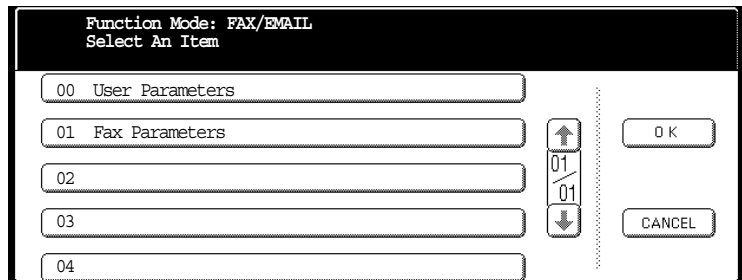 Function Mode: FAX/EMAIL
Select An Item
00 User Parameters
01 Fax Parameters
OK
02
01/01
03
CANCEL
04